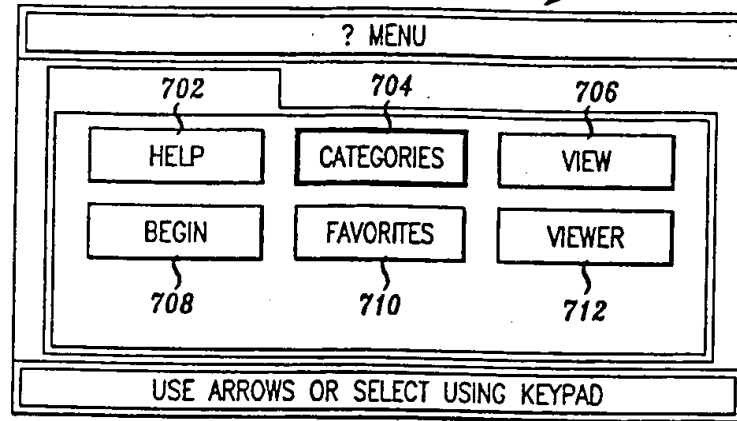 ? MENU
702 704 706
HELP CATEGORIES VIEW
BEGIN FAVORITES VIEWER
708 710 712
USE ARROWS OR SELECT USING KEYPAD